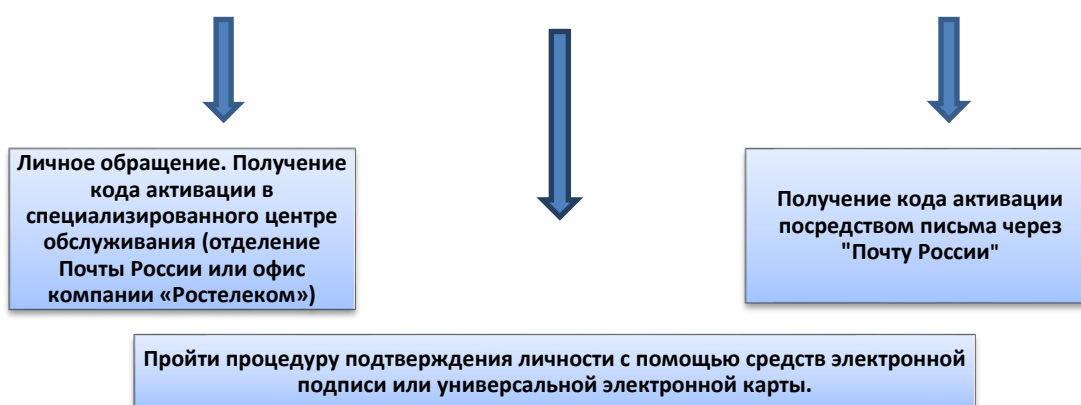 Личное обращение. Получение
кода активации в
специализированного центре
обслуживания (отделение
Почты России или офис
компании «Ростелеком»)
Получение кода активации
посредством письма через
"Почту России"
Пройти процедуру подтверждения личности с помощью средств электронной
подписи или универсальной электронной карты.